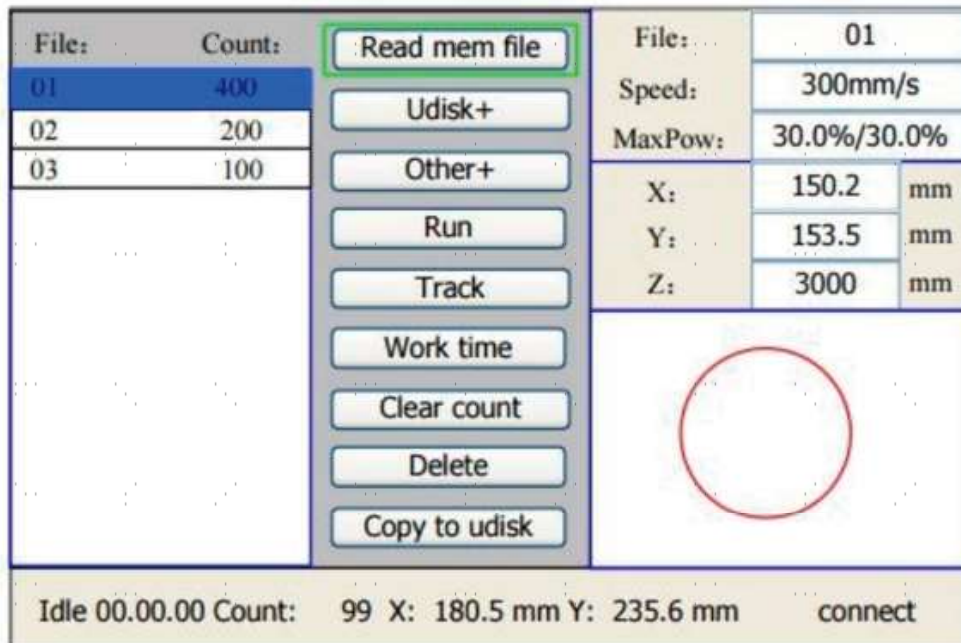 File: Count:
01 400
02 200
03 100
Read mem file
Udisk+
Other+
Run
Track
Work time
Clear count
Delete
Copy to udisk
File: 01
Speed: 300mm/s
MaxPow: 30.0%/30.0%
X: 150.2 mm
Y: 153.5 mm
Z: 3000 mm
Idle 00.00.00 Count: 99 X: 180.5 mm Y: 235.6 mm connect